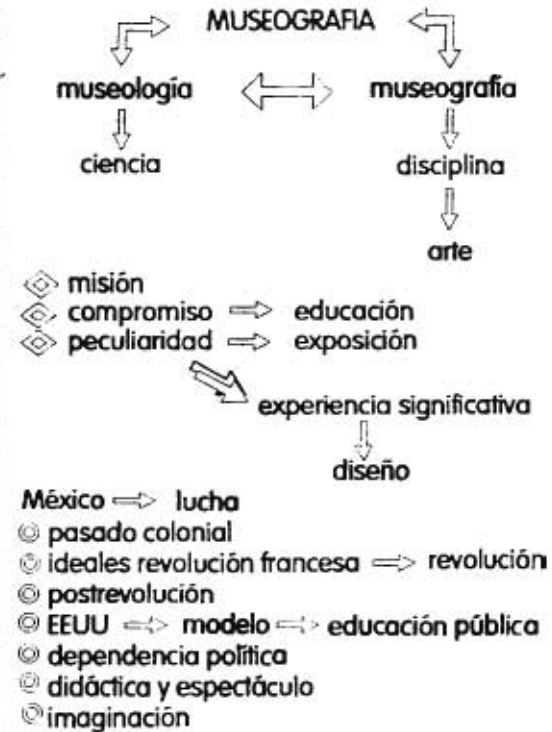 MUSEOGRAFIA
museología museografía
ciencia disciplina
arte
misión
compromiso educación
peculiaridad exposición
experiencia significativa
diseño
México lucha
pasado colonial
ideales revolución francesa revolución
postrevolución
EEUU modelo educación pública
dependencia política
didáctica y espectáculo
imaginación